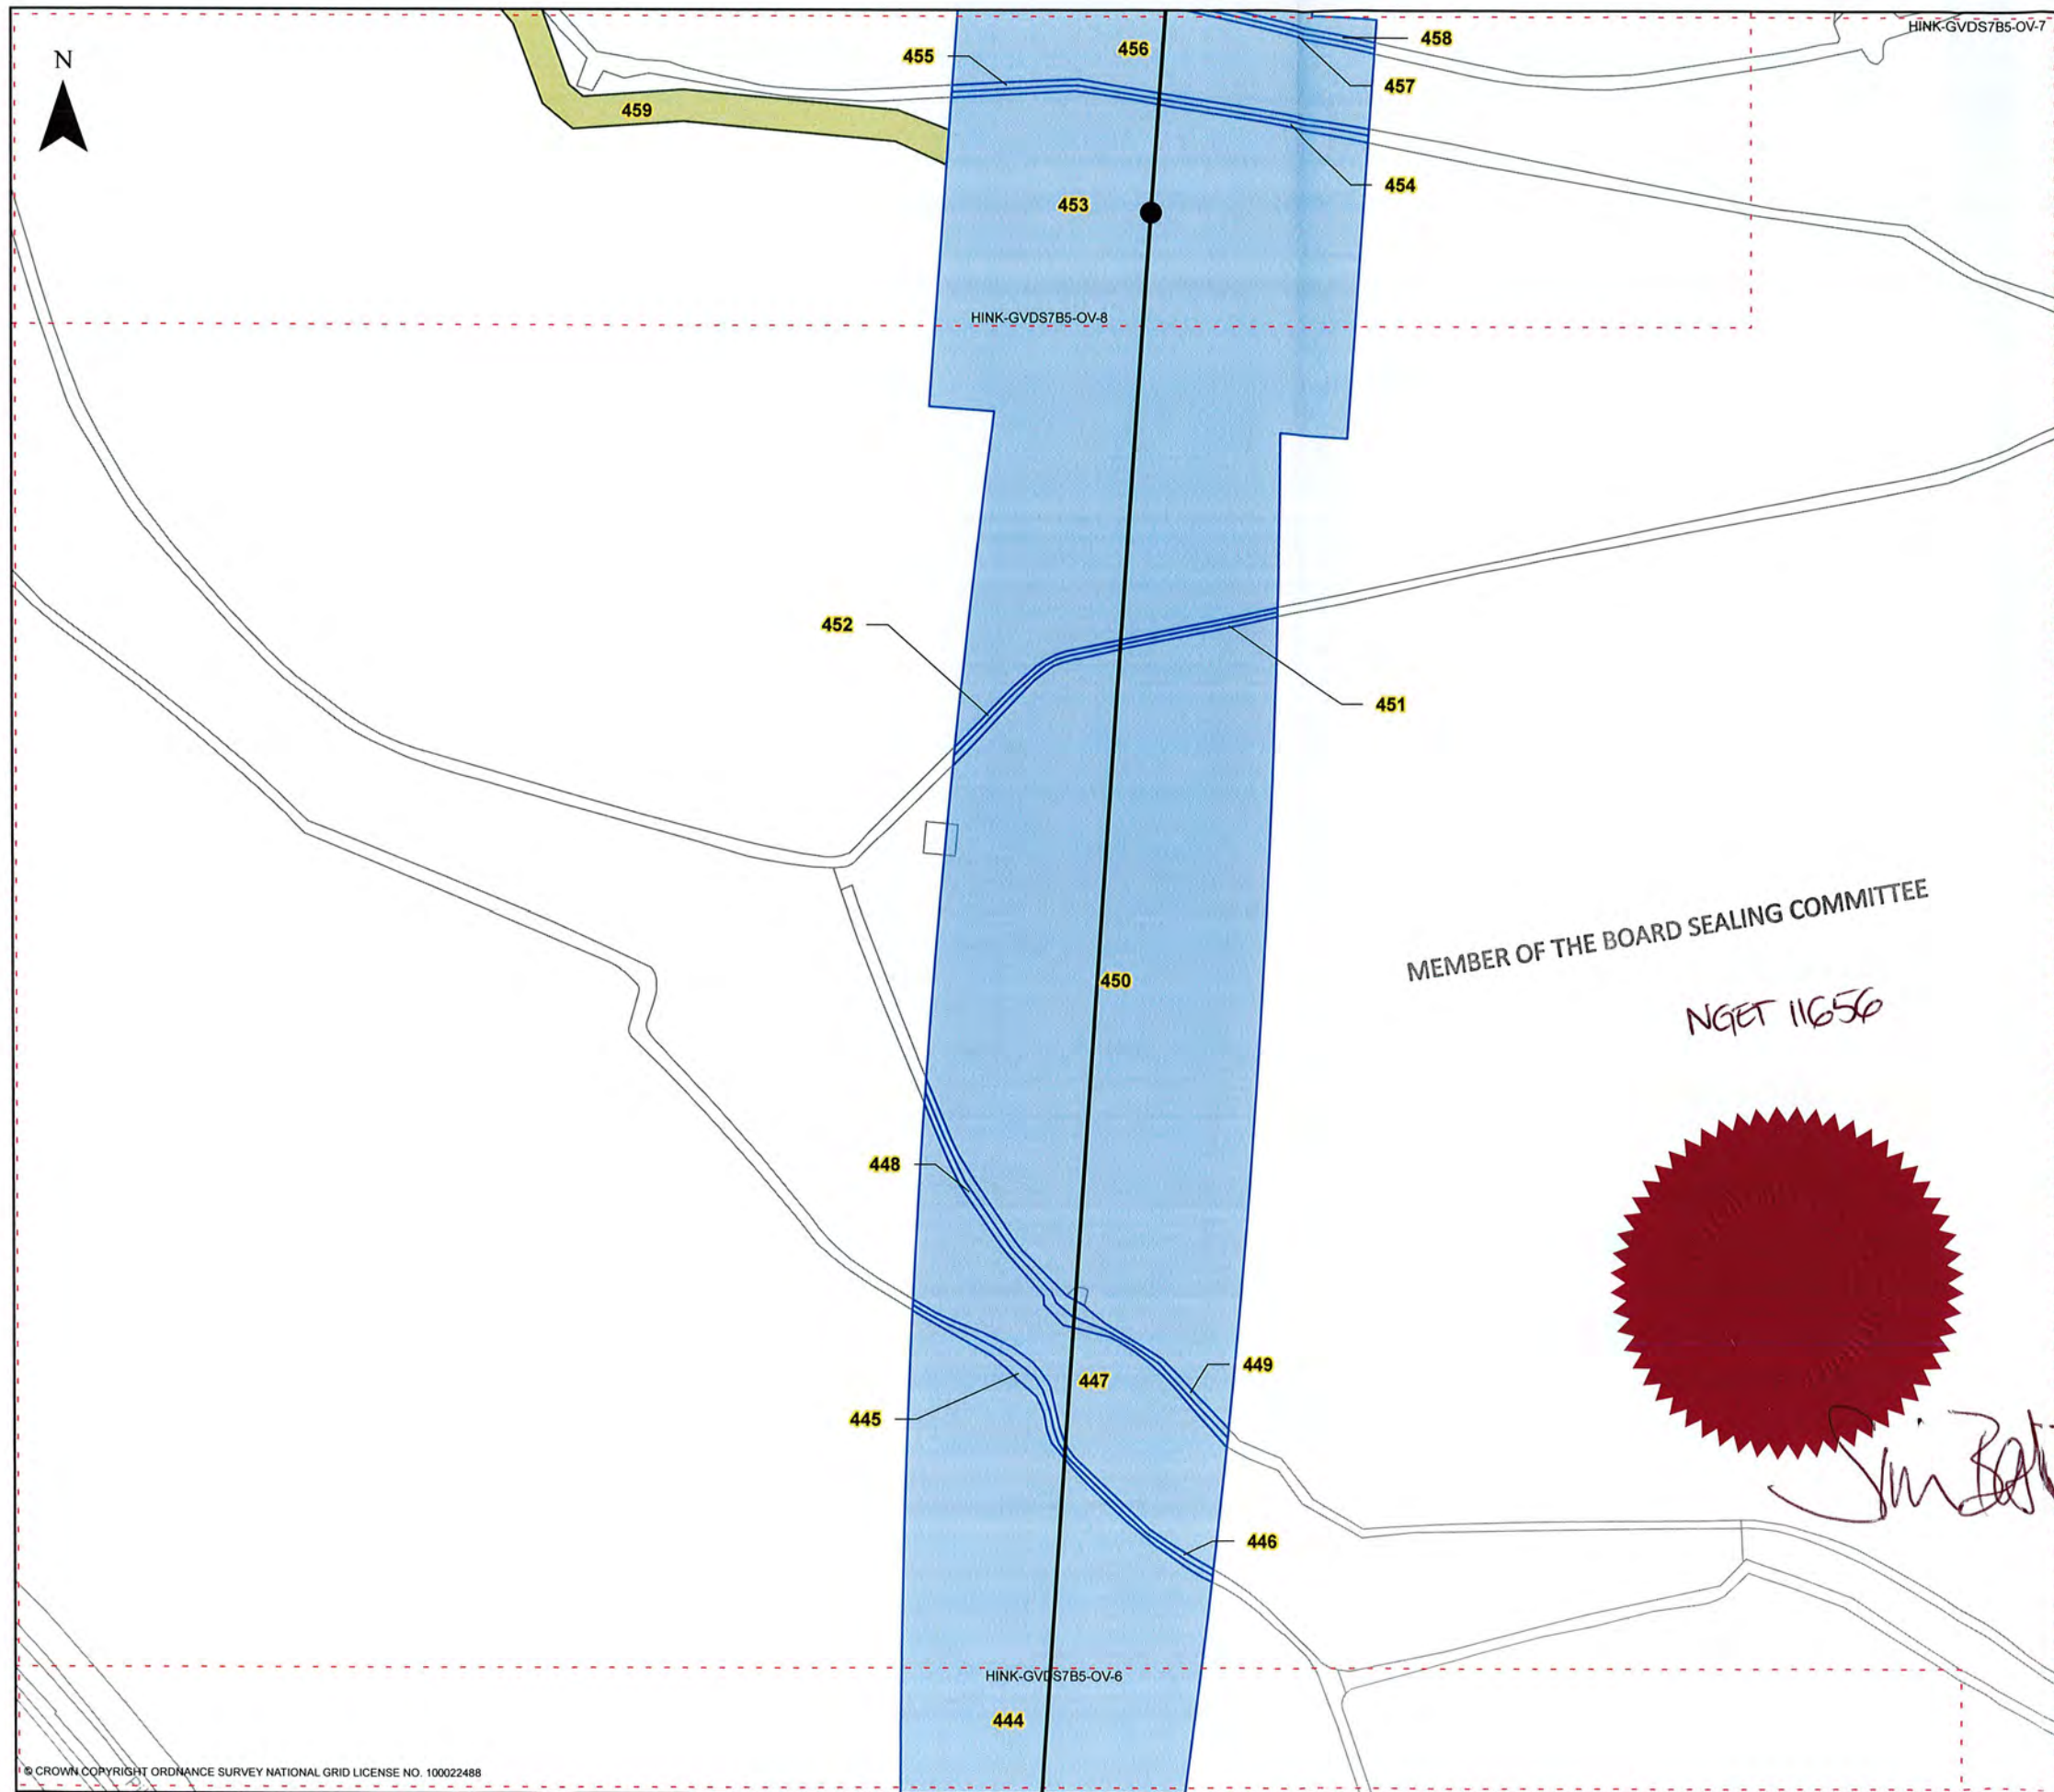 N
HINK-GVDS7B5-OV-7
456
458
455
457
459
454
453
HINK-GVDS7B5-OV-8
452
451
MEMBER OF THE BOARD SEALING COMMITTEE
450
NGET 11656
448
449
447
445
446
HINK-GVDS7B5-OV-6
444
© CROWN COPYRIGHT ORDNANCE SURVEY NATIONAL GRID LICENSE NO. 100022488